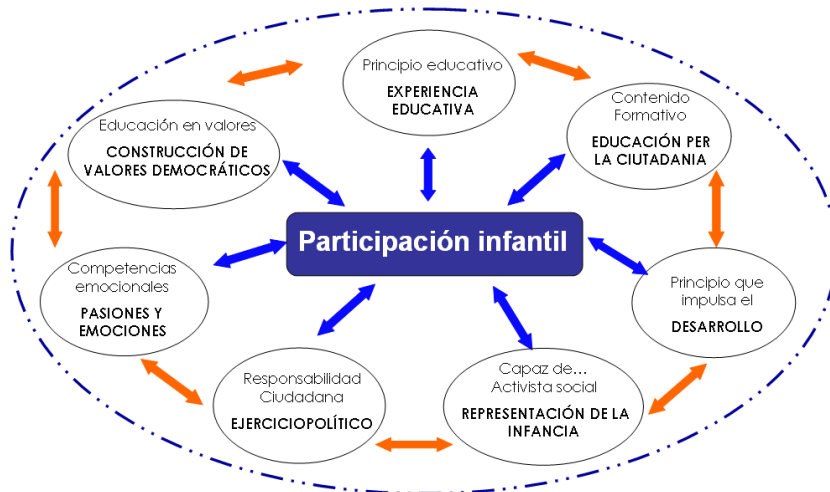 Principio educativo
EXPERIENCIA
EDUCATIVA
Contenido
Formativo
EDUCACIÓN PER
LA CIUTADANIA
Educación en valores
CONSTRUCCIÓN DE
VALORES DEMOCRÁTICOS
Participación infantil
Competencias
emocionales
PASIONES Y
EMOCIONES
Principio que
impulsa el
DESARROLLO
Responsabilidad
Ciudadana
EJERCICIOPOLÍTICO
Capaz de...
Activista social
REPRESENTACIÓN DE LA
INFANCIA